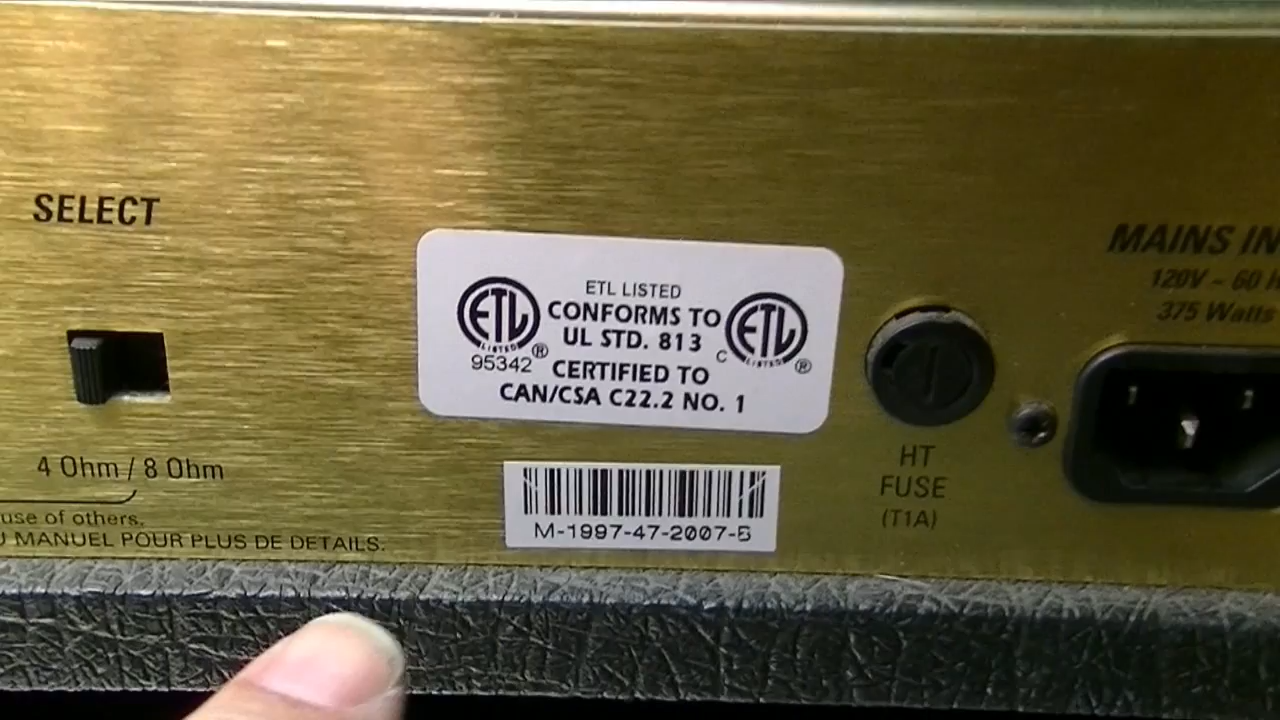 SELECT
4 Ohm / 8 Ohm
use of others.
MANUEL POUR PLUS DE DETAILS.
ETL LISTED
CONFORMS TO
UL STD. 813
CERTIFIED TO
CAN/CSA C22.2 NO. 1
ETL
LISTED
®
95342
C
ETL
LISTED
®
M-1997-47-2007-B
HT
FUSE
(T1A)
MAINS IN
120V ~ 60 H
375 Watts